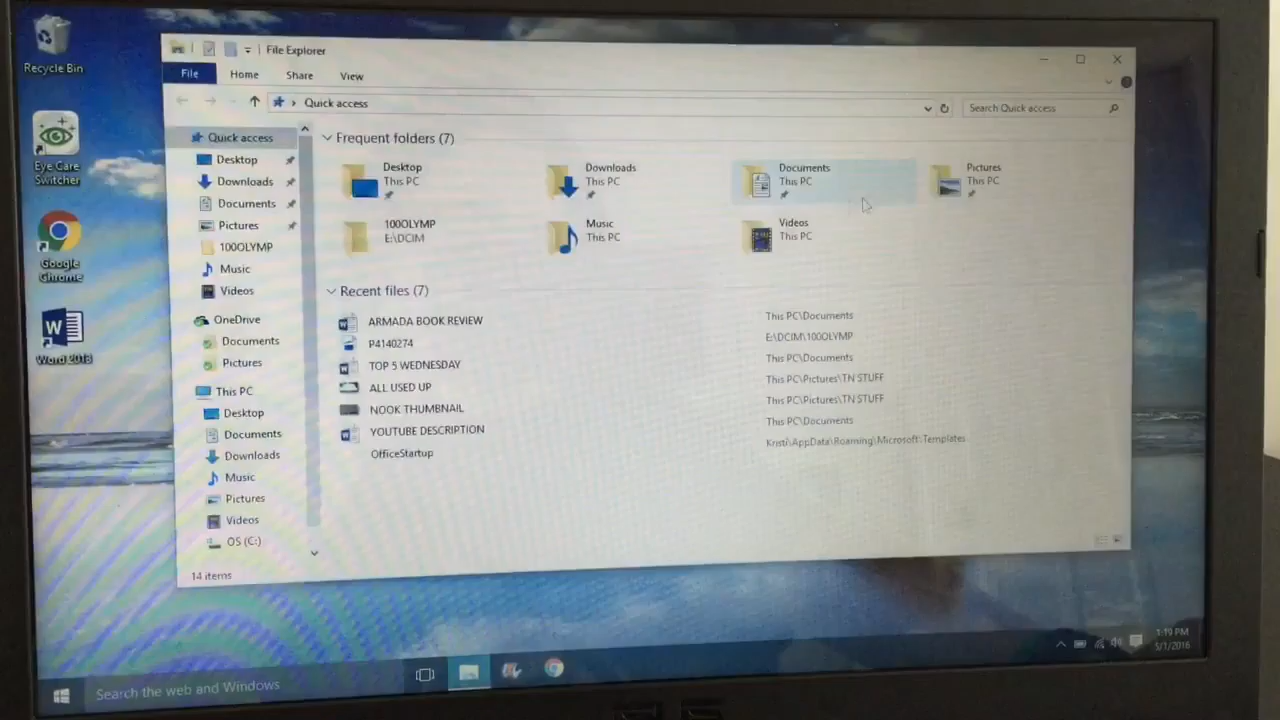 Recycle Bin
Eye Care
Switcher
Google
Chrome
Word 2013
File Explorer
File
Home
Share
View
Quick access
Search Quick access
Quick access
Desktop
Downloads
Documents
Pictures
100OLYMP
Music
Videos
OneDrive
Documents
Pictures
This PC
Desktop
Documents
Downloads
Music
Pictures
Videos
OS (C:)
Frequent folders (7)
Desktop
This PC
Downloads
This PC
Documents
This PC
Pictures
This PC
100OLYMP
E:\DCIM
Music
This PC
Videos
This PC
Recent files (7)
ARMADA BOOK REVIEW
This PC\Documents
P4140274
E:\DCIM\100OLYMP
TOP 5 WEDNESDAY
This PC\Documents
ALL USED UP
This PC\Pictures\TN STUFF
NOOK THUMBNAIL
This PC\Pictures\TN STUFF
YOUTUBE DESCRIPTION
This PC\Documents
OfficeStartup
Kristi\AppData\Roaming\Microsoft\Templates
14 items
Search the web and Windows
1:19 PM
5/1/2016